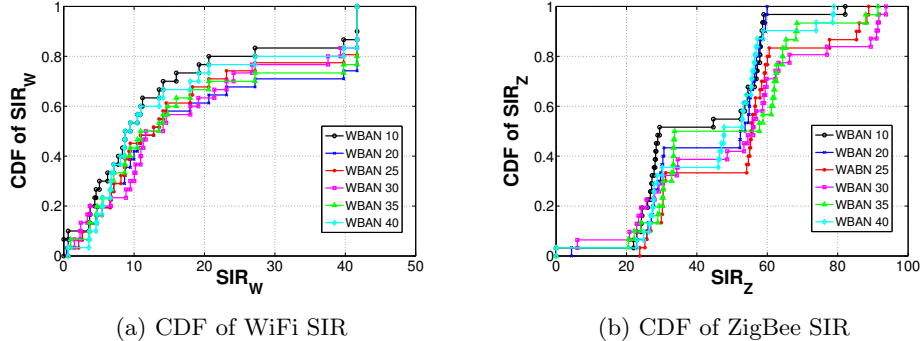 CDF of SIR_W
1
0.8
0.6
0.4
0.2
0
WBAN 10
WBAN 20
WBAN 25
WBAN 30
WBAN 35
WBAN 40
0 10 20 30 40 50
SIR_W
(a) CDF of WiFi SIR
CDF of SIR_Z
1
0.8
0.6
0.4
0.2
0
WBAN 10
WBAN 20
WABN 25
WBAN 30
WBAN 35
WBAN 40
0 20 40 60 80 100
SIR_Z
(b) CDF of ZigBee SIR